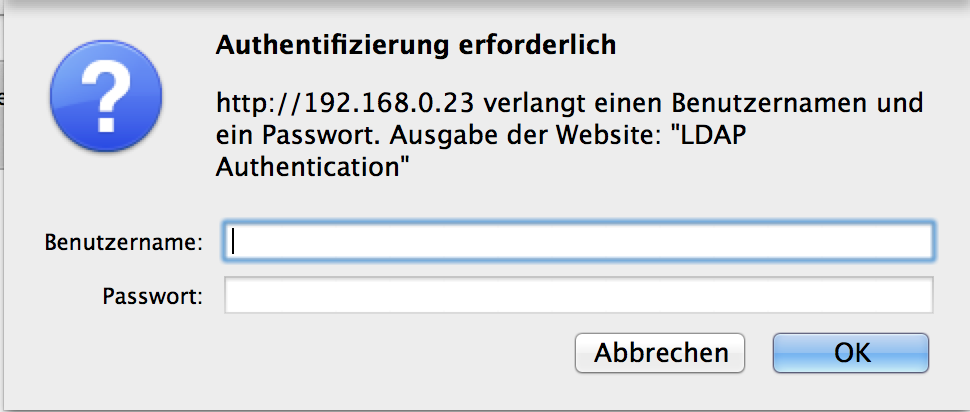 Authentifizierung erforderlich
http://192.168.0.23 verlangt einen Benutzernamen und
ein Passwort. Ausgabe der Website: "LDAP
Authentication"
Benutzername:
Passwort:
Abbrechen
OK